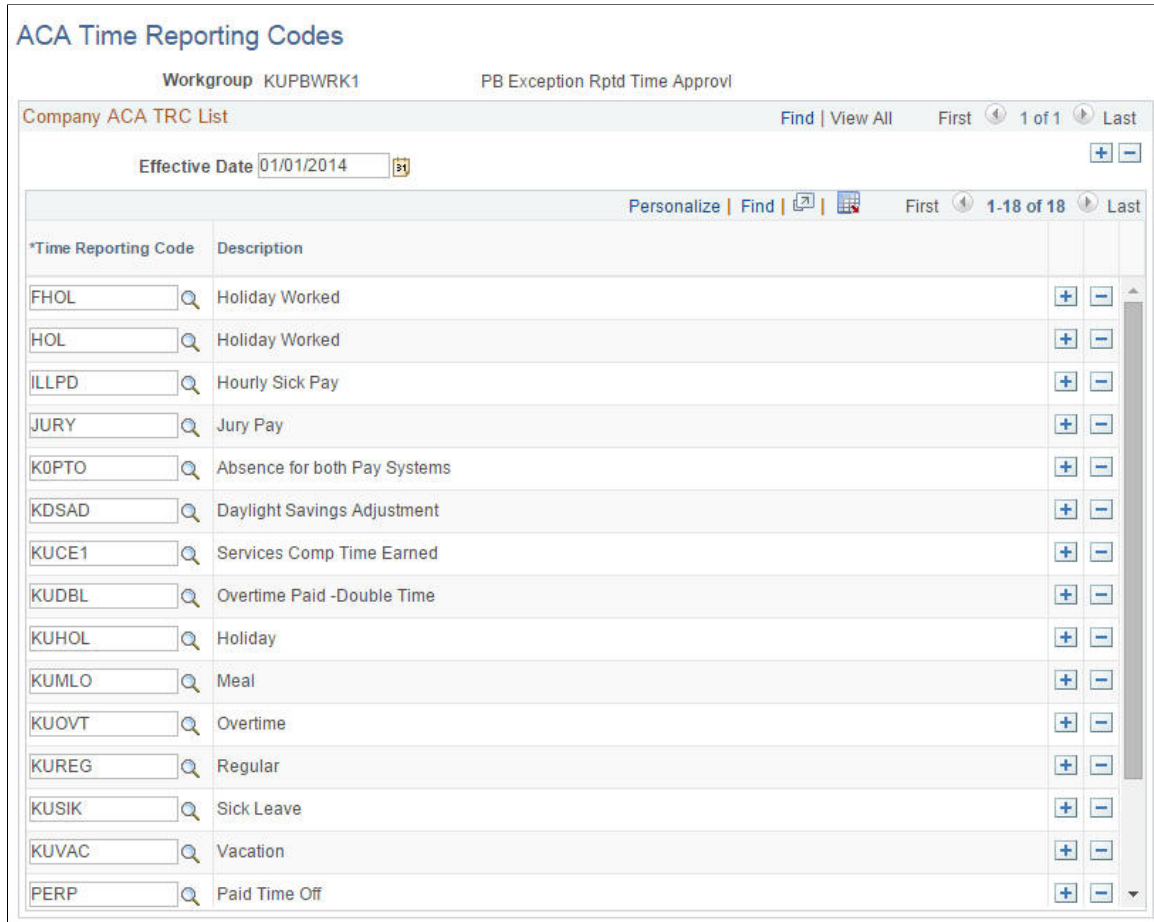 ACA Time Reporting Codes
Workgroup KUPBWRK1 PB Exception Rptd Time Approvl
Company ACA TRC List Find | View All First 1 of 1 Last
Effective Date 01/01/2014 31
Personalize | Find | First 1-18 of 18 Last
*Time Reporting Code Description
FHOL Holiday Worked
HOL Holiday Worked
ILLPD Hourly Sick Pay
JURY Jury Pay
K0PTO Absence for both Pay Systems
KDSAD Daylight Savings Adjustment
KUCE1 Services Comp Time Earned
KUDBL Overtime Paid -Double Time
KUHOL Holiday
KUMLO Meal
KUOVT Overtime
KUREG Regular
KUSIK Sick Leave
KUVAC Vacation
PERP Paid Time Off